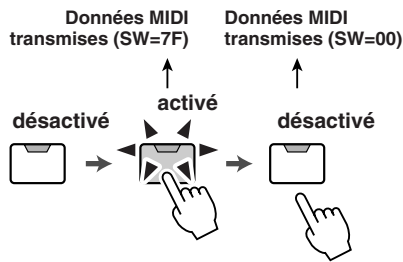 Données MIDI
transmises (SW=7F)
Données MIDI
transmises (SW=00)
désactivé
activé
désactivé